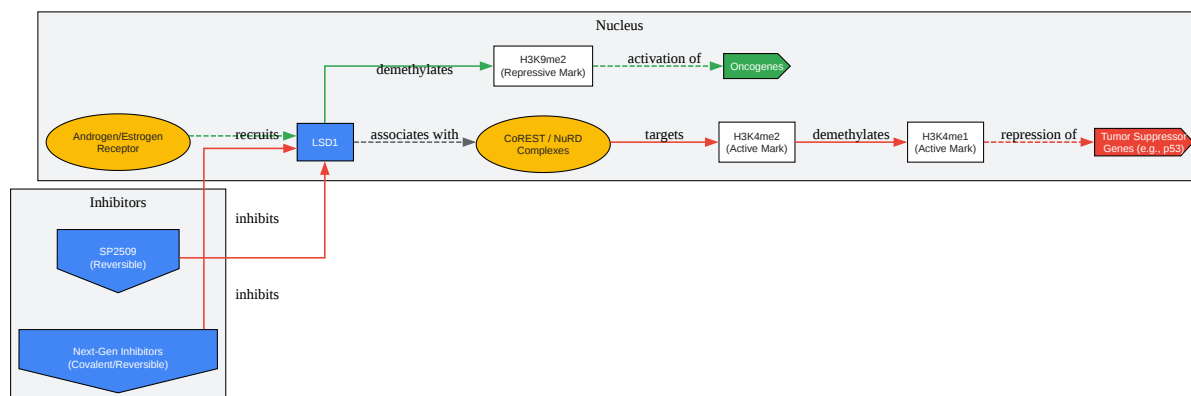 Nucleus
demethylates
H3K9me2
(Repressive Mark)
activation of
Oncogenes
Androgen/Estrogen
Receptor
recruits
LSD1
associates with
CoREST / NuRD
Complexes
targets
H3K4me2
(Active Mark)
demethylates
H3K4me1
(Active Mark)
repression of
Tumor Suppressor
Genes (e.g., p53)
Inhibitors
inhibits
SP2509
(Reversible)
inhibits
Next-Gen Inhibitors
(Covalent/Reversible)